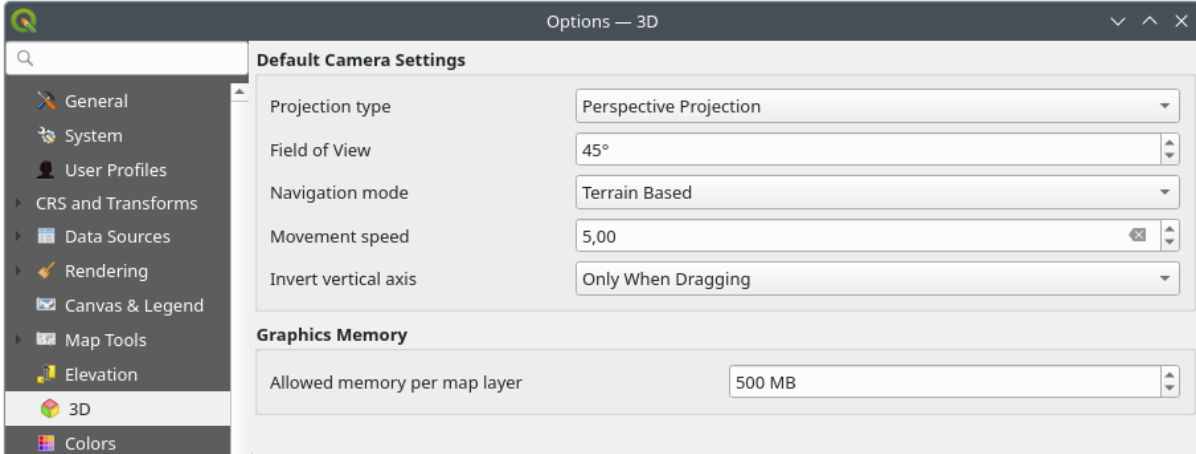 Options — 3D
General
System
User Profiles
CRS and Transforms
Data Sources
Rendering
Canvas & Legend
Map Tools
Elevation
3D
Colors
Default Camera Settings
Projection type Perspective Projection
Field of View 45°
Navigation mode Terrain Based
Movement speed 5,00
Invert vertical axis Only When Dragging
Graphics Memory
Allowed memory per map layer 500 MB